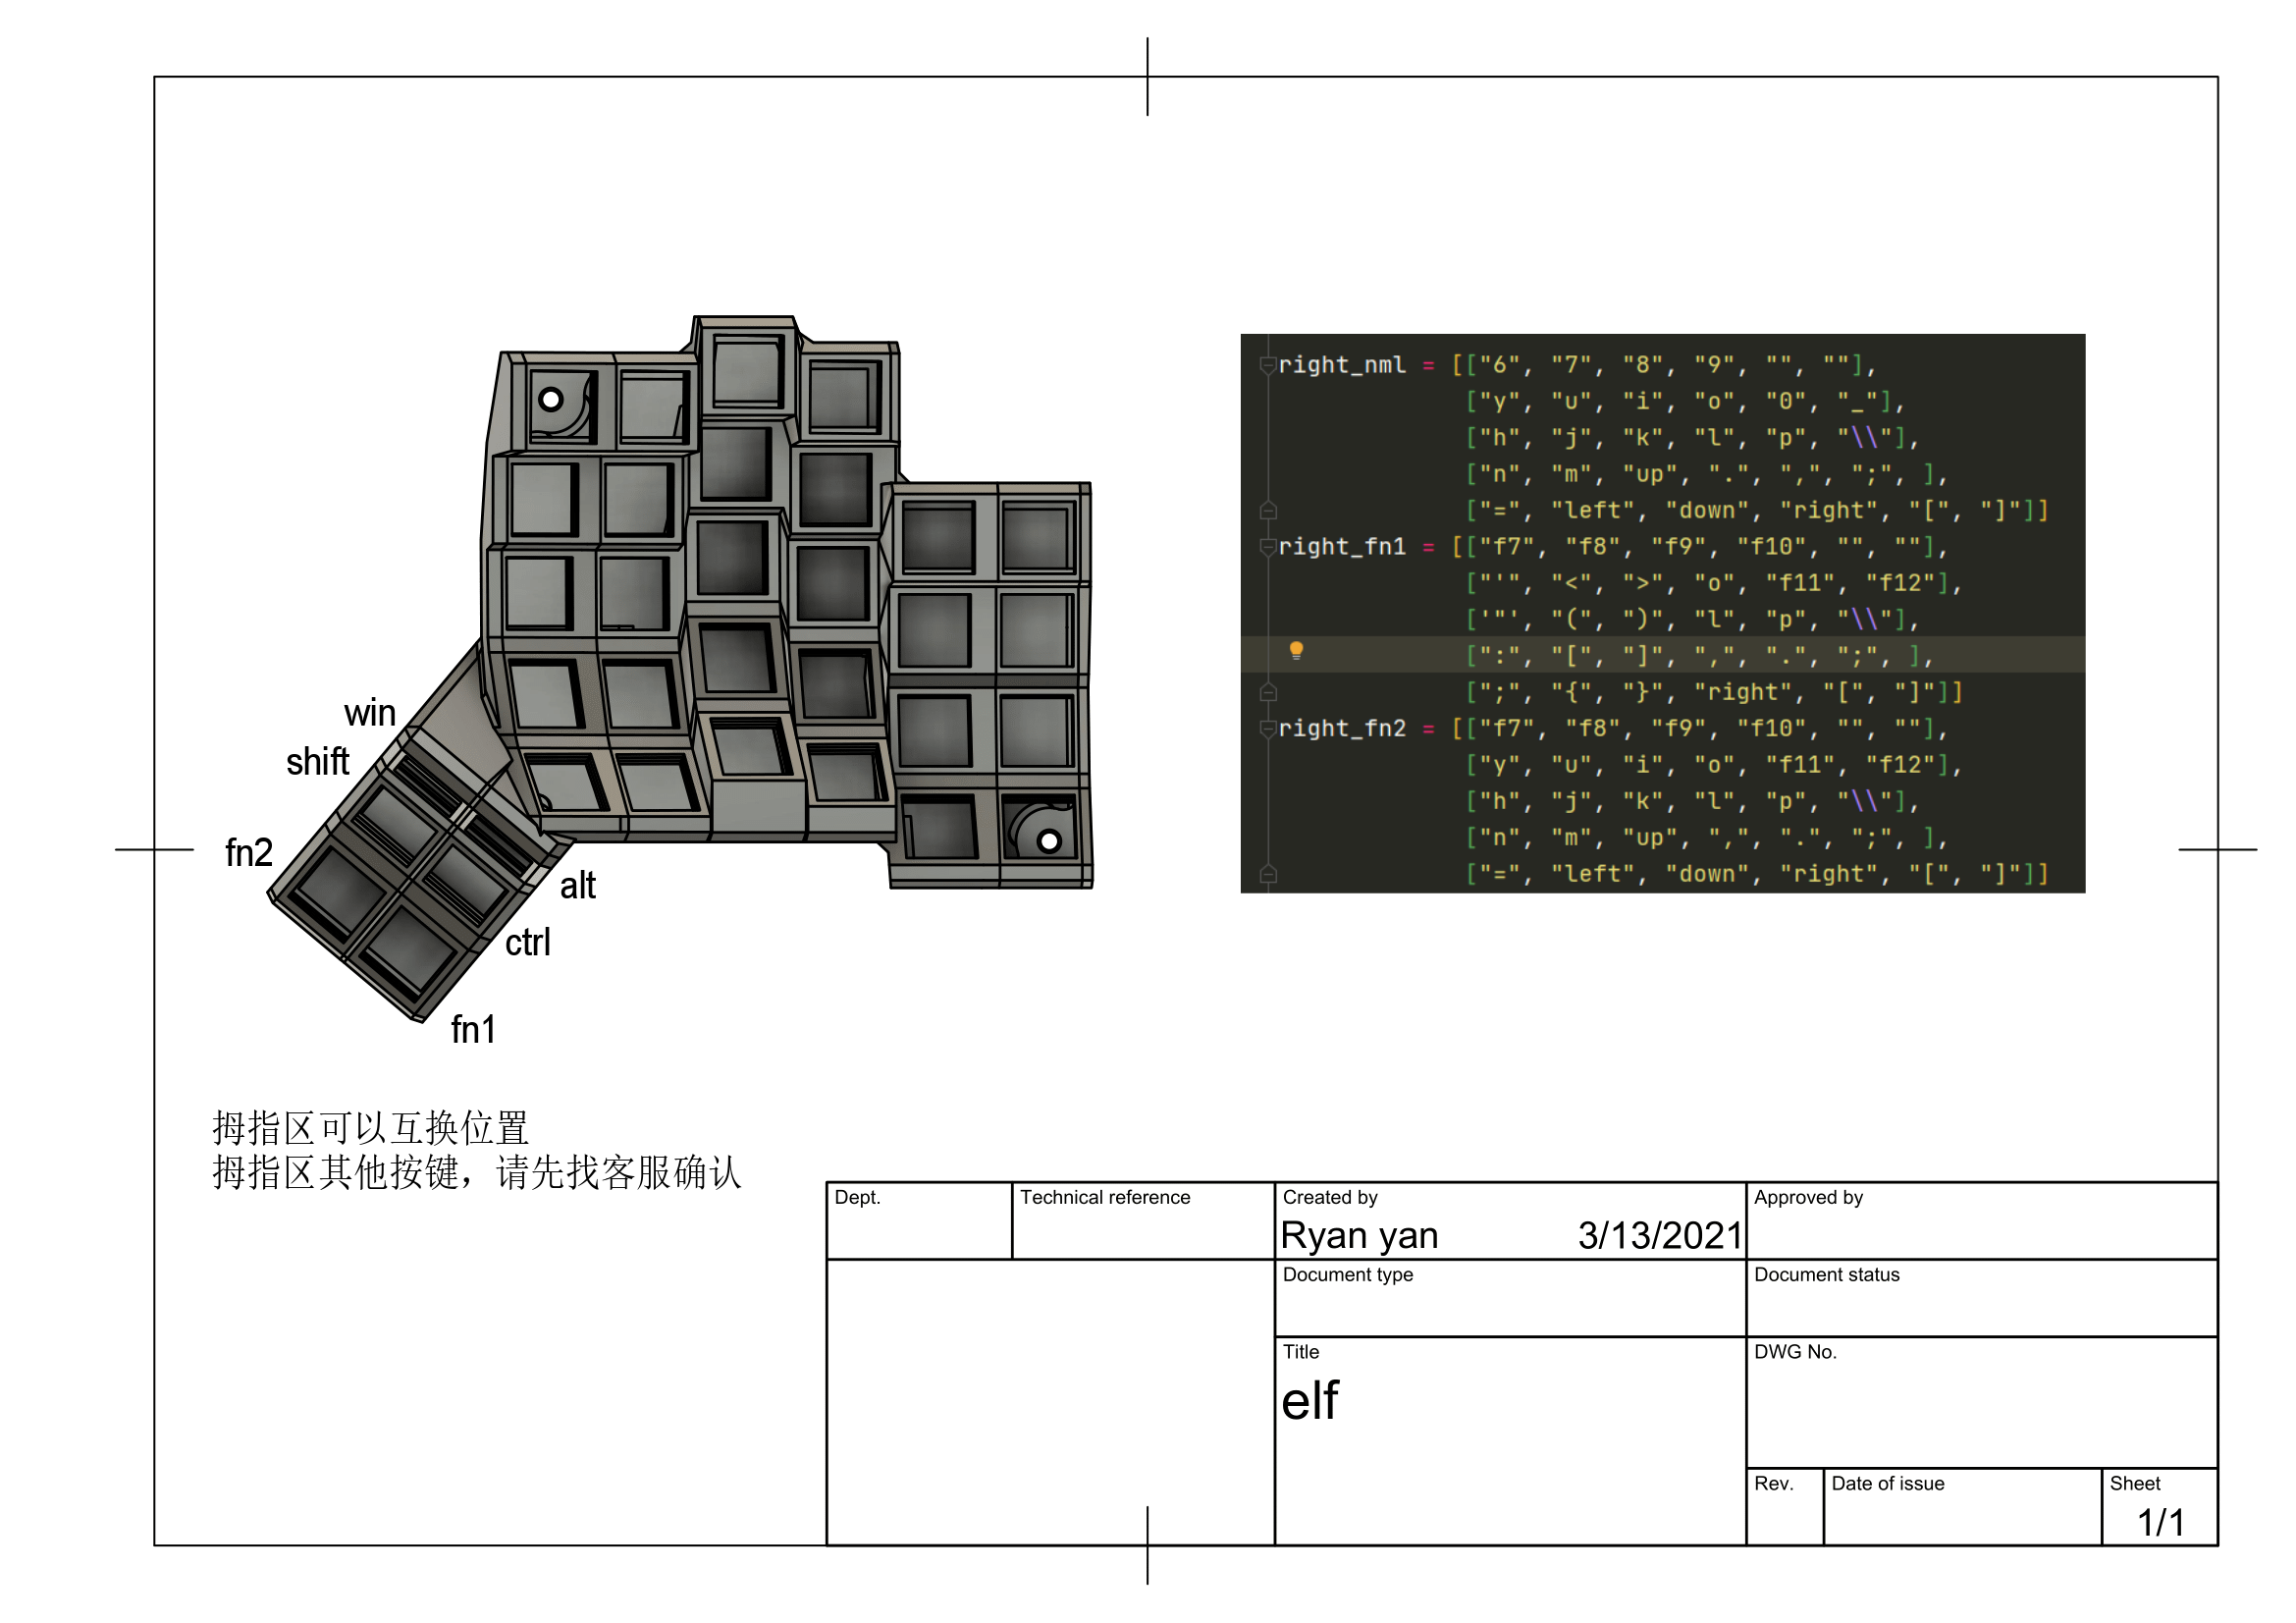 win
shift
fn2
alt
ctrl
fn1
right_nml = [["6", "7", "8", "9", "", ""],
["y", "u", "i", "o", "0", "_"],
["h", "j", "k", "l", "p", "\\"],
["n", "m", "up", ".", ",", ";", ],
["=", "left", "down", "right", "[", "]"]]
right_fn1 = [["f7", "f8", "f9", "f10", "", ""],
["'", "<", ">", "o", "f11", "f12"],
['"', "(", ")", "l", "p", "\\"],
[":", "[", "]", ",", ".", ";", ],
[";", "{", "}", "right", "[", "]"]]
right_fn2 = [["f7", "f8", "f9", "f10", "", ""],
["y", "u", "i", "o", "f11", "f12"],
["h", "j", "k", "l", "p", "\\"],
["n", "m", "up", ",", ".", ";", ],
["=", "left", "down", "right", "[", "]"]]
拇指区可以互换位置
拇指区其他按键，请先找客服确认
Dept.
Technical reference
Created by
Ryan yan 3/13/2021
Approved by
Document type
Document status
Title
elf
DWG No.
Rev.
Date of issue
Sheet
1/1